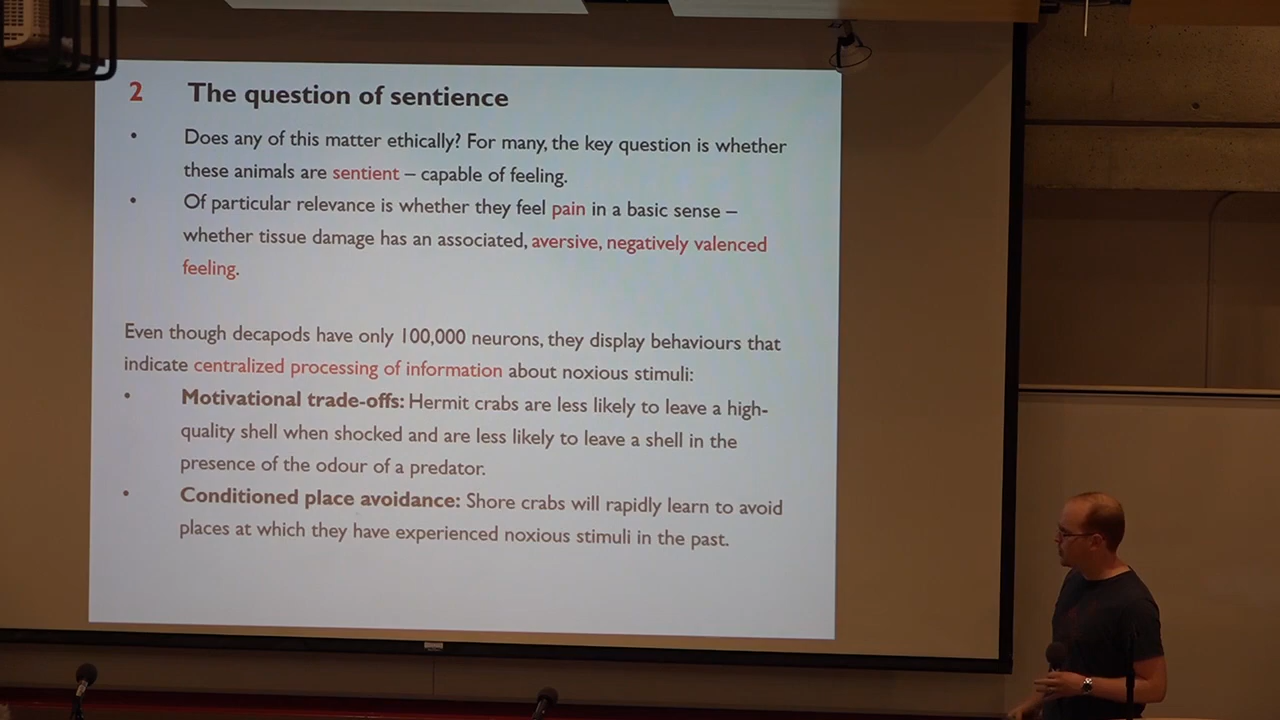 2 The question of sentience
• Does any of this matter ethically? For many, the key question is whether
these animals are sentient – capable of feeling.
• Of particular relevance is whether they feel pain in a basic sense –
whether tissue damage has an associated, aversive, negatively valenced
feeling.
Even though decapods have only 100,000 neurons, they display behaviours that
indicate centralized processing of information about noxious stimuli:
• Motivational trade-offs: Hermit crabs are less likely to leave a high-
quality shell when shocked and are less likely to leave a shell in the
presence of the odour of a predator.
• Conditioned place avoidance: Shore crabs will rapidly learn to avoid
places at which they have experienced noxious stimuli in the past.